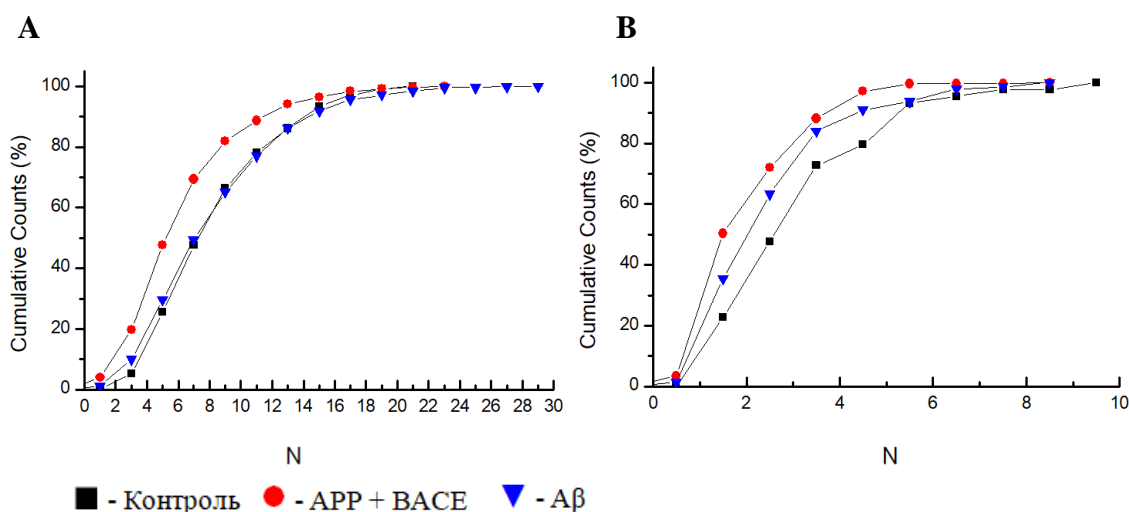 A
B
Cumulative Counts (%)
100
80
60
40
20
0
0 2 4 6 8 10 12 14 16 18 20 22 24 26 28 30
N
Cumulative Counts (%)
100
80
60
40
20
0
0 2 4 6 8 10
N
- Контроль - APP + BACE - Aβ